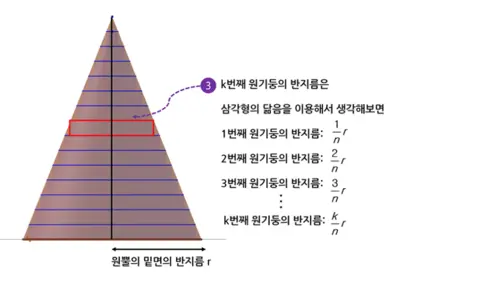 3 k번째 원기둥의 반지름은
삼각형의 닮음을 이용해서 생각해보면
1번째 원기둥의 반지름: 1/n r
2번째 원기둥의 반지름: 2/n r
3번째 원기둥의 반지름: 3/n r
⋮
k번째 원기둥의 반지름: k/n r
원뿔의 밑면의 반지름 r